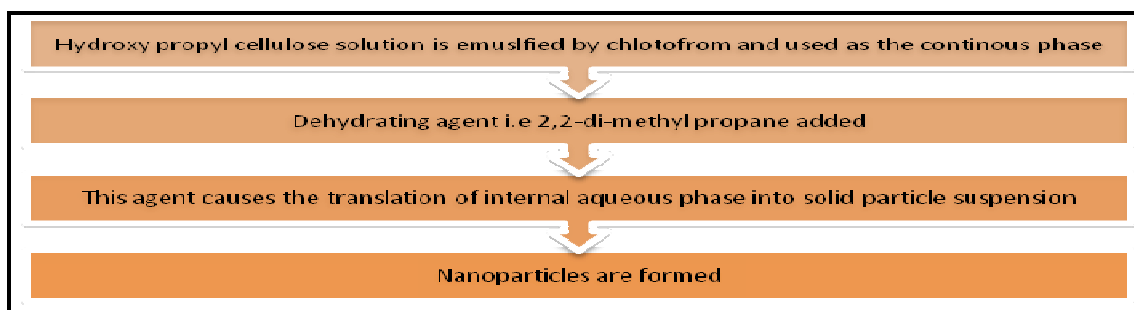 Hydroxy propyl cellulose solution is emuslfied by chlotofrom and used as the continous phase
Dehydrating agent i.e 2,2-di-methyl propane added
This agent causes the translation of internal aqueous phase into solid particle suspension
Nanoparticles are formed